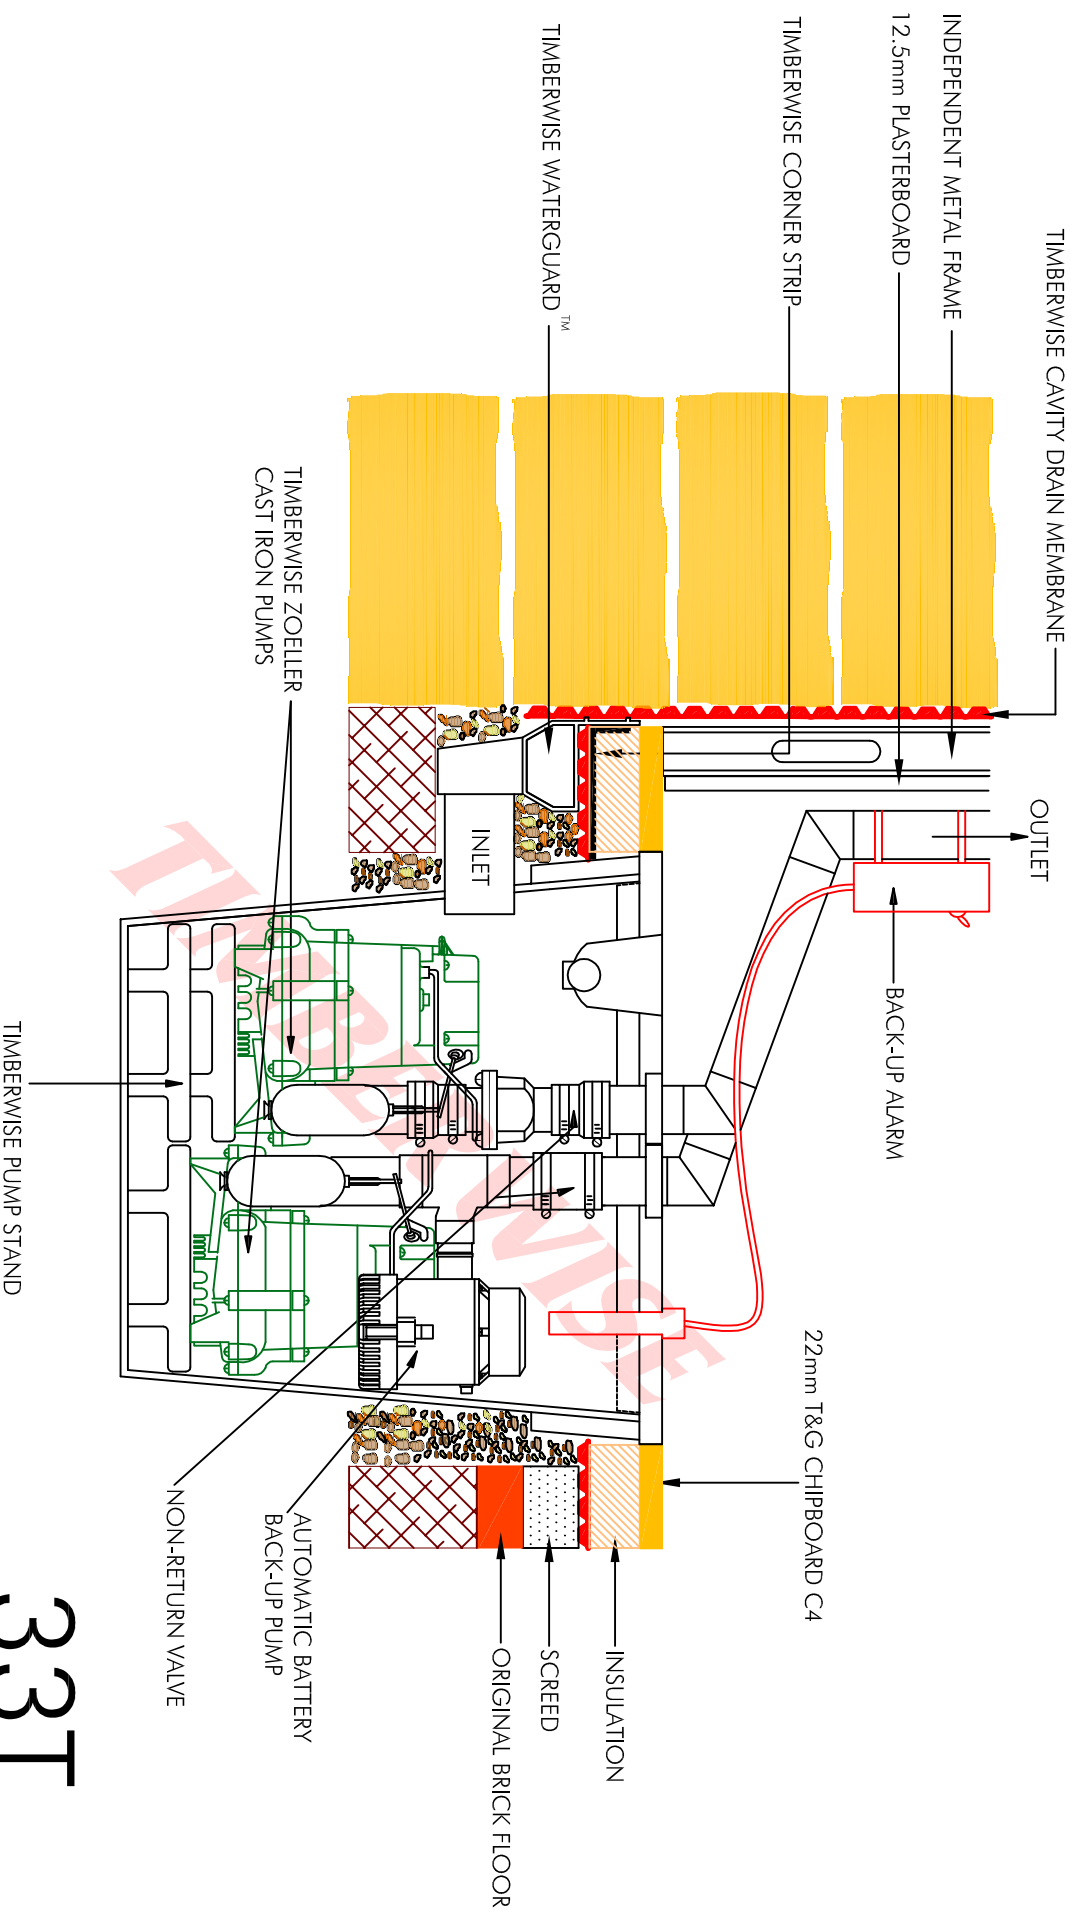 TIMBERWISE CAVITY DRAIN MEMBRANE
INDEPENDENT METAL FRAME
12.5mm PLASTERBOARD
TIMBERWISE CORNER STRIP
TIMBERWISE WATERGUARD™
OUTLET
BACK-UP ALARM
22mm T&G CHIPBOARD C4
INSULATION
SCREED
ORIGINAL BRICK FLOOR
INLET
TIMBERWISE ZOELLER
CAST IRON PUMPS
AUTOMATIC BATTERY
BACK-UP PUMP
NON-RETURN VALVE
TIMBERWISE PUMP STAND
TIMBERWISE
33T